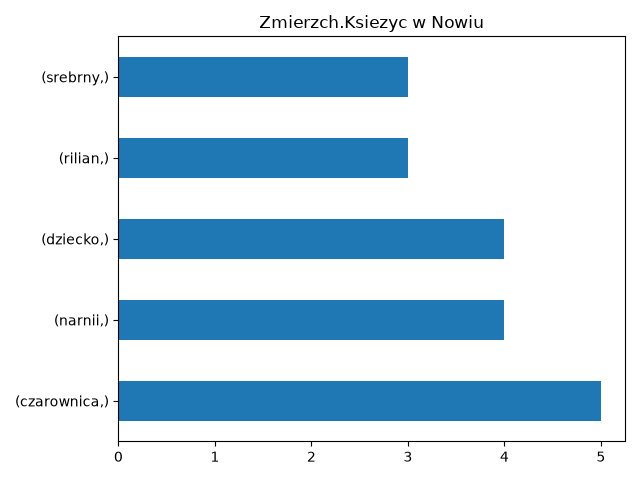 Zmierzch.Ksiezyc w Nowiu
(srebrny,)
(rilian,)
(dziecko,)
(narnii,)
(czarownica,)
0 1 2 3 4 5